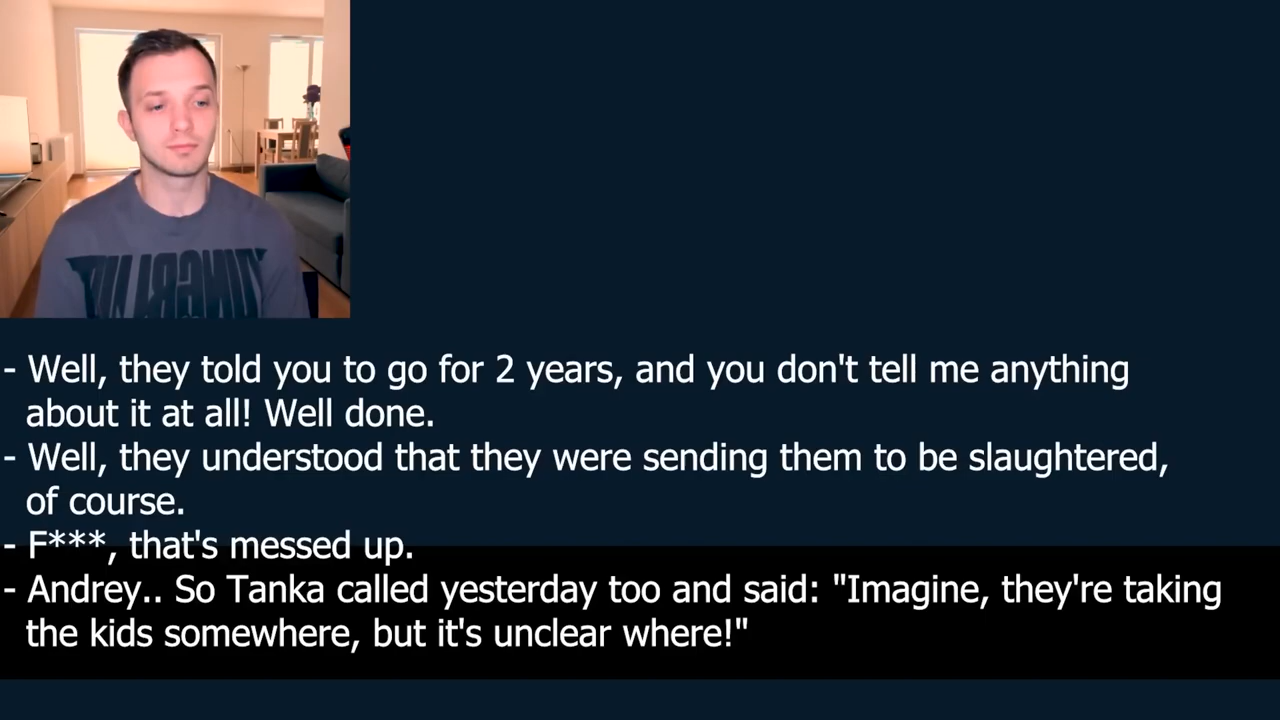 - Well, they told you to go for 2 years, and you don't tell me anything
about it at all! Well done.
- Well, they understood that they were sending them to be slaughtered,
of course.
- F***, that's messed up.
- Andrey.. So Tanka called yesterday too and said: "Imagine, they're taking
the kids somewhere, but it's unclear where!"